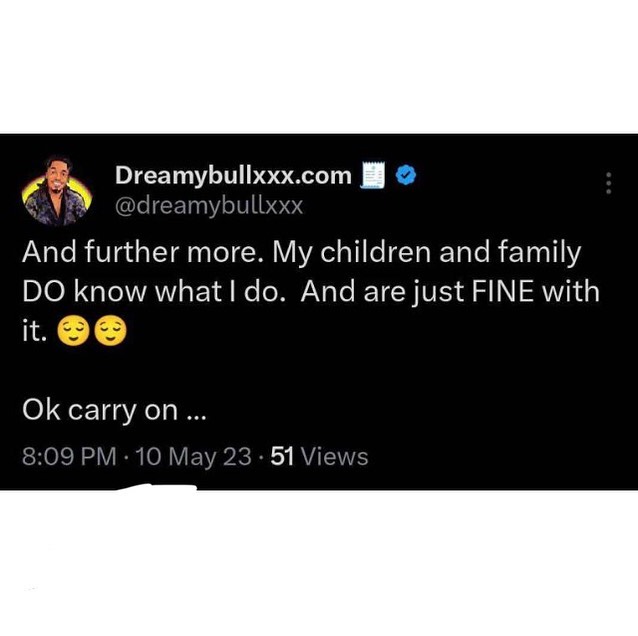 Dreamybullxxx.com 🧾
@dreamybullxxx
And further more. My children and family
DO know what I do.  And are just FINE with
it. 😌😌
Ok carry on ...
8:09 PM · 10 May 23 · 51 Views